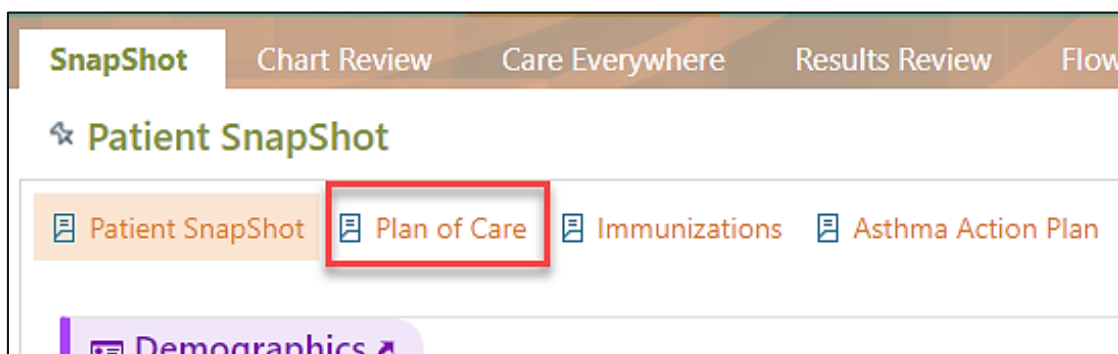 SnapShot Chart Review Care Everywhere Results Review Flow
Patient SnapShot
Patient SnapShot Plan of Care Immunizations Asthma Action Plan
Demographics